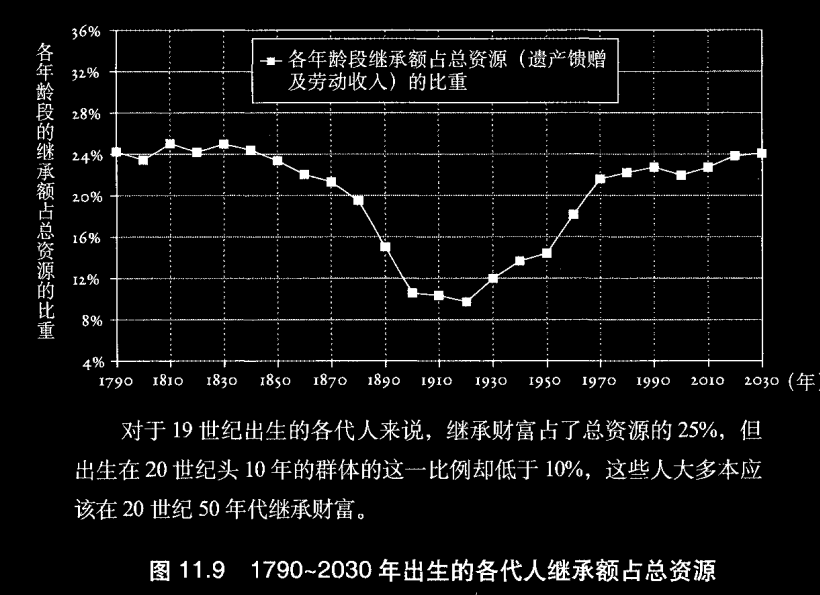 36%
各年龄段继承额占总资源（遗产馈赠
及劳动收入）的比重
32%
28%
24%
20%
16%
12%
8%
4%
各年龄段的继承额占总资源的比重
1790 1810 1830 1850 1870 1890 1910 1930 1950 1970 1990 2010 2030（年）
对于 19 世纪出生的各代人来说，继承财富占了总资源的 25%，但
出生在 20 世纪头 10 年的群体的这一比例却低于 10%，这些人大多本应
该在 20 世纪 50 年代继承财富。
图 11.9 1790~2030 年出生的各代人继承额占总资源